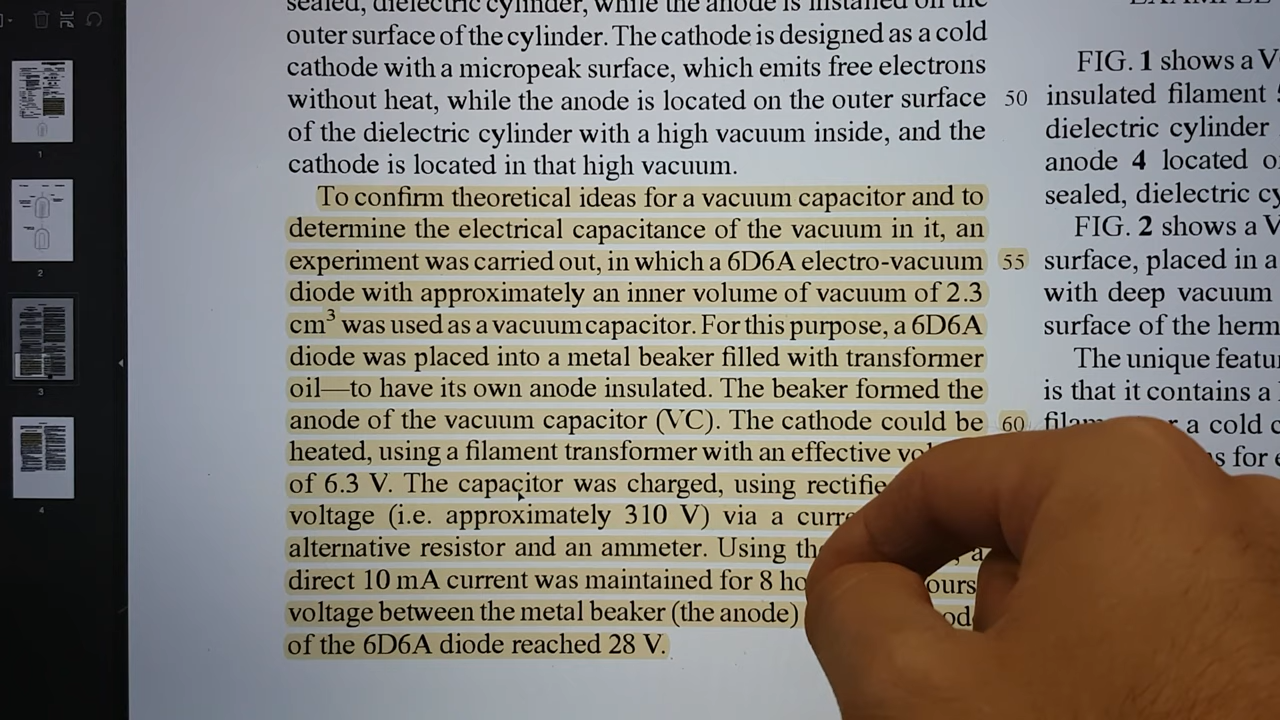 sealed, dielectric cylinder, while the anode is installed on the
outer surface of the cylinder. The cathode is designed as a cold
cathode with a micropeak surface, which emits free electrons
without heat, while the anode is located on the outer surface
of the dielectric cylinder with a high vacuum inside, and the
cathode is located in that high vacuum.
To confirm theoretical ideas for a vacuum capacitor and to
determine the electrical capacitance of the vacuum in it, an
experiment was carried out, in which a 6D6A electro-vacuum
diode with approximately an inner volume of vacuum of 2.3
cm³ was used as a vacuum capacitor. For this purpose, a 6D6A
diode was placed into a metal beaker filled with transformer
oil—to have its own anode insulated. The beaker formed the
anode of the vacuum capacitor (VC). The cathode could be
heated, using a filament transformer with an effective
of 6.3 V. The capacitor was charged, using
voltage (i.e. approximately 310 V) via a
alternative resistor and an ammeter. Using a
direct 10 mA current was maintained for 8
voltage between the metal beaker (the anode)
of the 6D6A diode reached 28 V.
50
55
60
FIG. 1 shows a
insulated filament
dielectric cylinder
anode 4 located
sealed, dielectric
FIG. 2 shows a
surface, placed in a
with deep vacuum
surface of the
The unique
is that it contains a
a cold
for
1
2
3
4